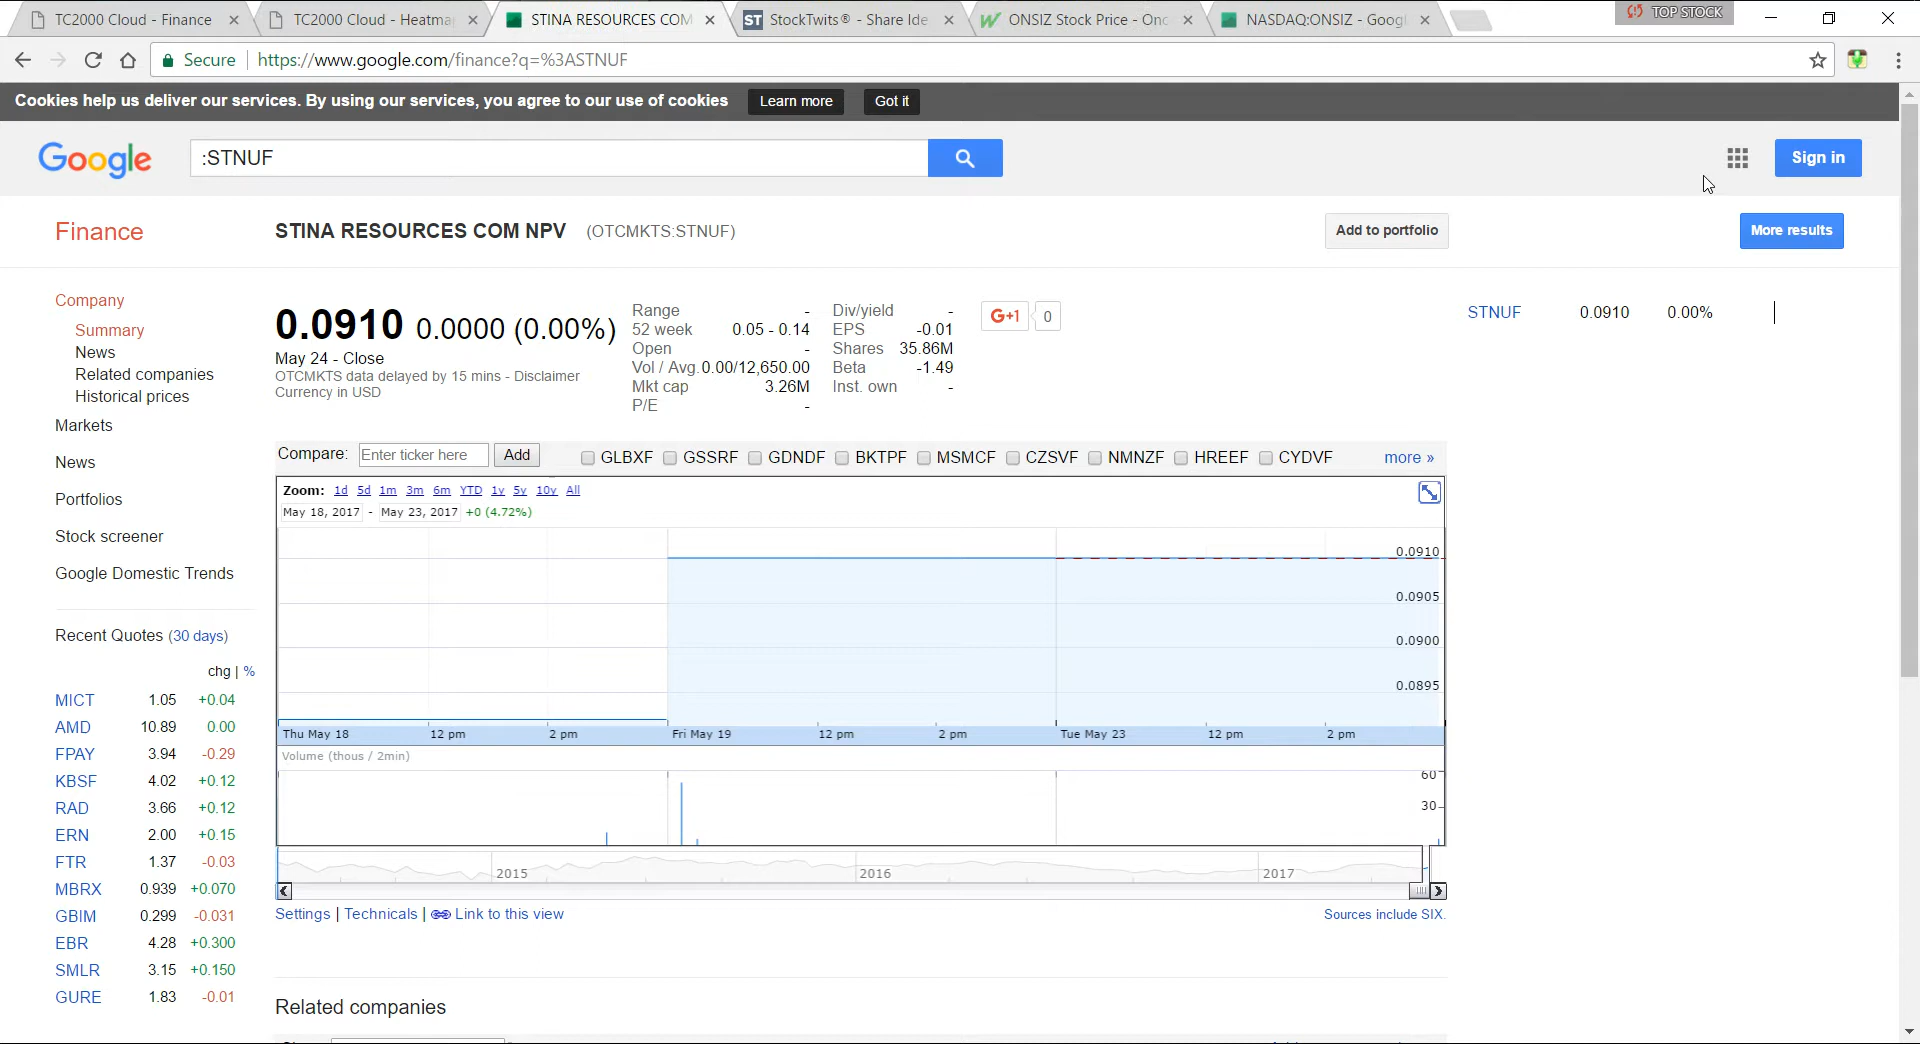 TC2000 Cloud - Finance
TC2000 Cloud - Heatma
STINA RESOURCES COM
ST StockTwits® - Share Ide
ONSIZ Stock Price - Onc
NASDAQ:ONSIZ - Googl
TOP STOCK
Secure
https://www.google.com/finance?q=%3ASTNUF
Cookies help us deliver our services. By using our services, you agree to our use of cookies
Learn more
Got it
Google
:STNUF
Sign in
Finance
STINA RESOURCES COM NPV (OTCMKTS:STNUF)
Add to portfolio
More results
Company
Summary
News
Related companies
Historical prices
Markets
News
Portfolios
Stock screener
Google Domestic Trends
Recent Quotes (30 days)
chg | %
MICT 1.05 +0.04
AMD 10.89 0.00
FPAY 3.94 -0.29
KBSF 4.02 +0.12
RAD 3.66 +0.12
ERN 2.00 +0.15
FTR 1.37 -0.03
MBRX 0.939 +0.070
GBIM 0.299 -0.031
EBR 4.28 +0.300
SMLR 3.15 +0.150
GURE 1.83 -0.01
0.0910 0.0000 (0.00%)
May 24 - Close
OTCMKTS data delayed by 15 mins - Disclaimer
Currency in USD
Range -
52 week 0.05 - 0.14
Open -
Vol / Avg. 0.00/12,650.00
Mkt cap 3.26M
P/E -
Div/yield -
EPS -0.01
Shares 35.86M
Beta -1.49
Inst. own -
G+1 0
STNUF 0.0910 0.00%
Compare: Enter ticker here Add GLBXF GSSRF GDNDF BKTPF MSMCF CZSVF NMNZF HREEF CYDVF more »
Zoom: 1d 5d 1m 3m 6m YTD 1y 5y 10y All
May 18, 2017 - May 23, 2017 +0 (4.72%)
0.0910
0.0905
0.0900
0.0895
Thu May 18 12 pm 2 pm Fri May 19 12 pm 2 pm Tue May 23 12 pm 2 pm
Volume (thous / 2min)
60
30
2015 2016 2017
Settings | Technicals | Link to this view
Sources include SIX.
Related companies